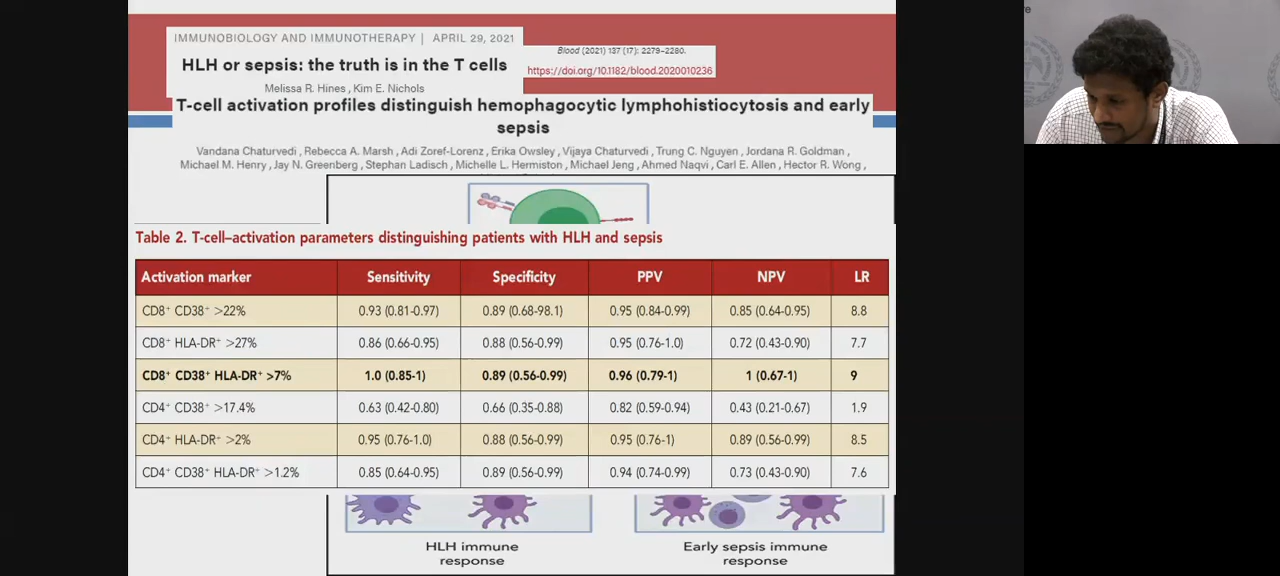 re
IMMUNOBIOLOGY AND IMMUNOTHERAPY | APRIL 29, 2021
HLH or sepsis: the truth is in the T cells
Melissa R. Hines , Kim E. Nichols
Blood (2021) 137 (17): 2279–2280.
https://doi.org/10.1182/blood.2020010236
T-cell activation profiles distinguish hemophagocytic lymphohistiocytosis and early
sepsis
Vandana Chaturvedi , Rebecca A. Marsh , Adi Zoref-Lorenz , Erika Owsley , Vijaya Chaturvedi , Trung C. Nguyen , Jordana R. Goldman ,
Michael M. Henry , Jay N. Greenberg , Stephan Ladisch , Michelle L. Hermiston , Michael Jeng , Ahmed Naqvi , Carl E. Allen , Hector R. Wong ,
Table 2. T-cell–activation parameters distinguishing patients with HLH and sepsis
Activation marker Sensitivity Specificity PPV NPV LR
CD8⁺ CD38⁺ >22% 0.93 (0.81-0.97) 0.89 (0.68-98.1) 0.95 (0.84-0.99) 0.85 (0.64-0.95) 8.8
CD8⁺ HLA-DR⁺ >27% 0.86 (0.66-0.95) 0.88 (0.56-0.99) 0.95 (0.76-1.0) 0.72 (0.43-0.90) 7.7
CD8⁺ CD38⁺ HLA-DR⁺ >7% 1.0 (0.85-1) 0.89 (0.56-0.99) 0.96 (0.79-1) 1 (0.67-1) 9
CD4⁺ CD38⁺ >17.4% 0.63 (0.42-0.80) 0.66 (0.35-0.88) 0.82 (0.59-0.94) 0.43 (0.21-0.67) 1.9
CD4⁺ HLA-DR⁺ >2% 0.95 (0.76-1.0) 0.88 (0.56-0.99) 0.95 (0.76-1) 0.89 (0.56-0.99) 8.5
CD4⁺ CD38⁺ HLA-DR⁺ >1.2% 0.85 (0.64-0.95) 0.89 (0.56-0.99) 0.94 (0.74-0.99) 0.73 (0.43-0.90) 7.6
HLH immune
response
Early sepsis immune
response